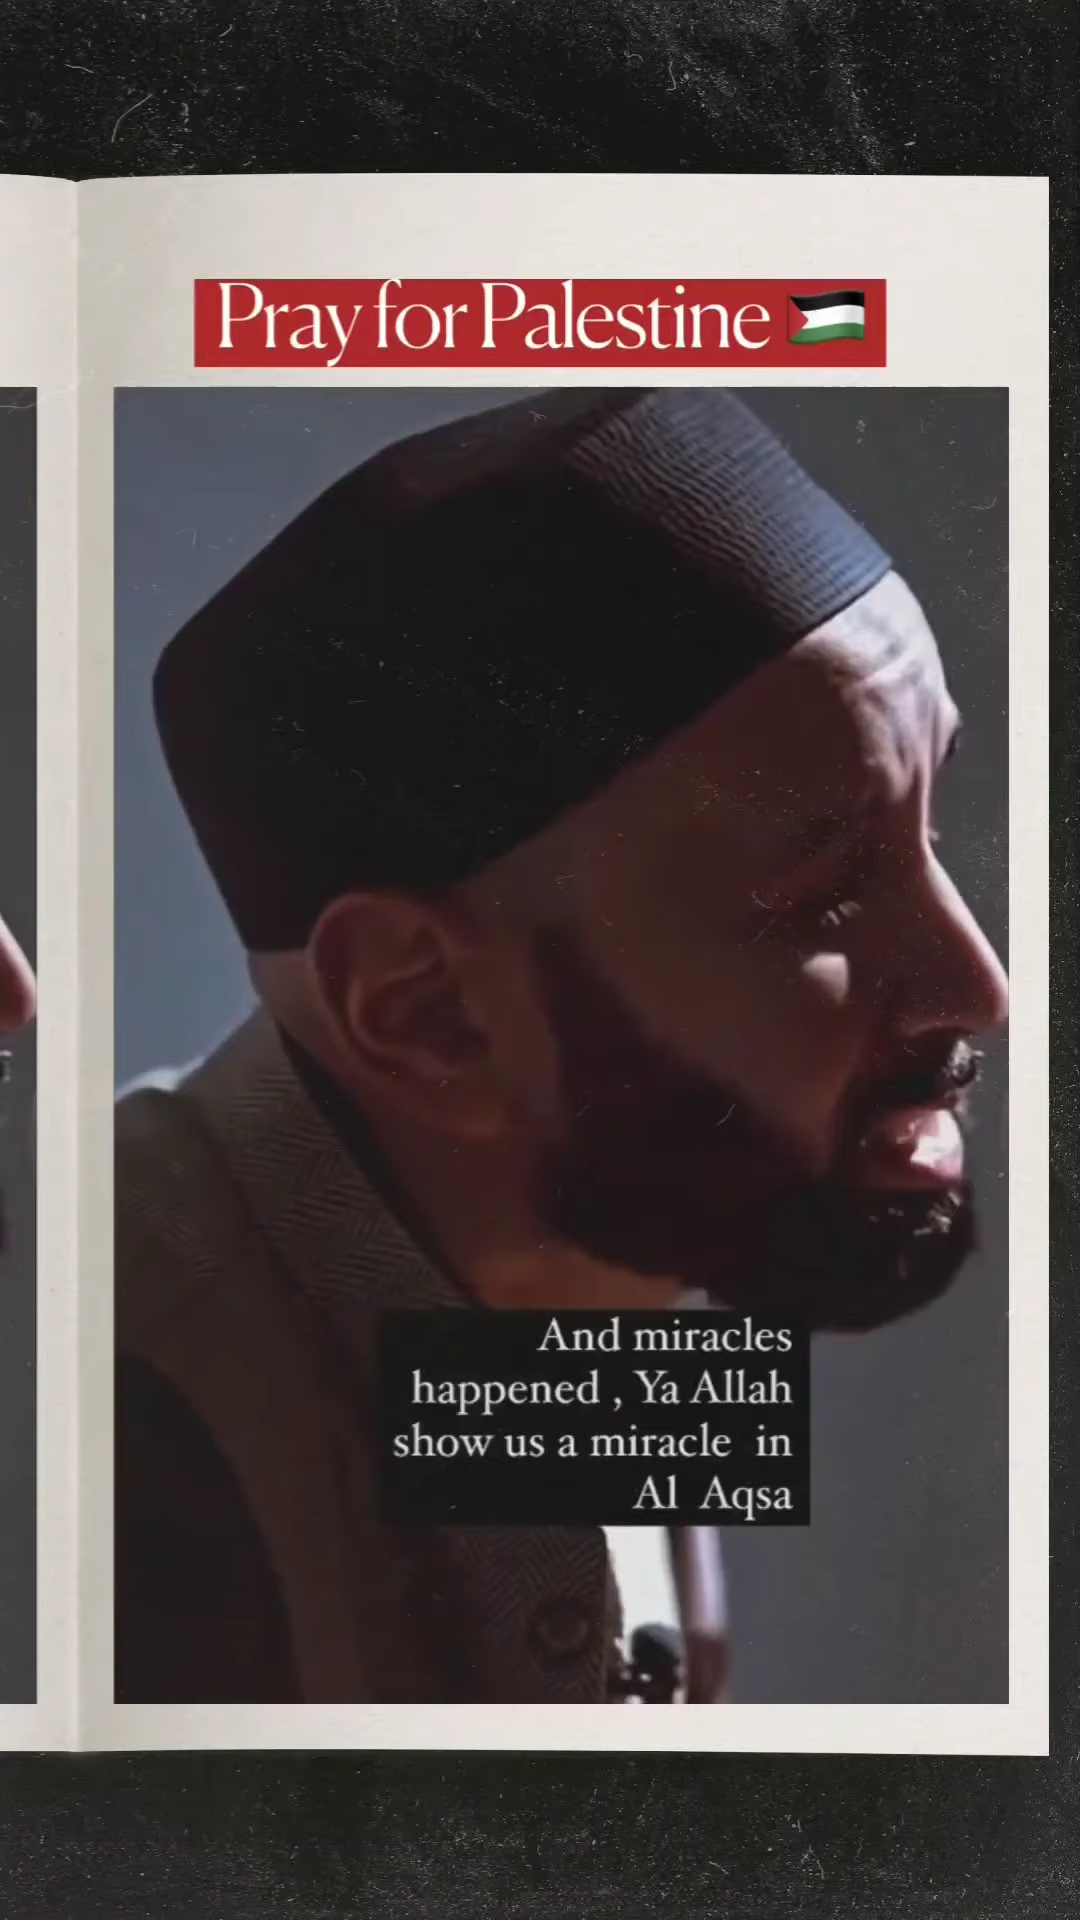 Pray for Palestine 🇵🇸
And miracles
happened , Ya Allah
show us a miracle in
Al Aqsa